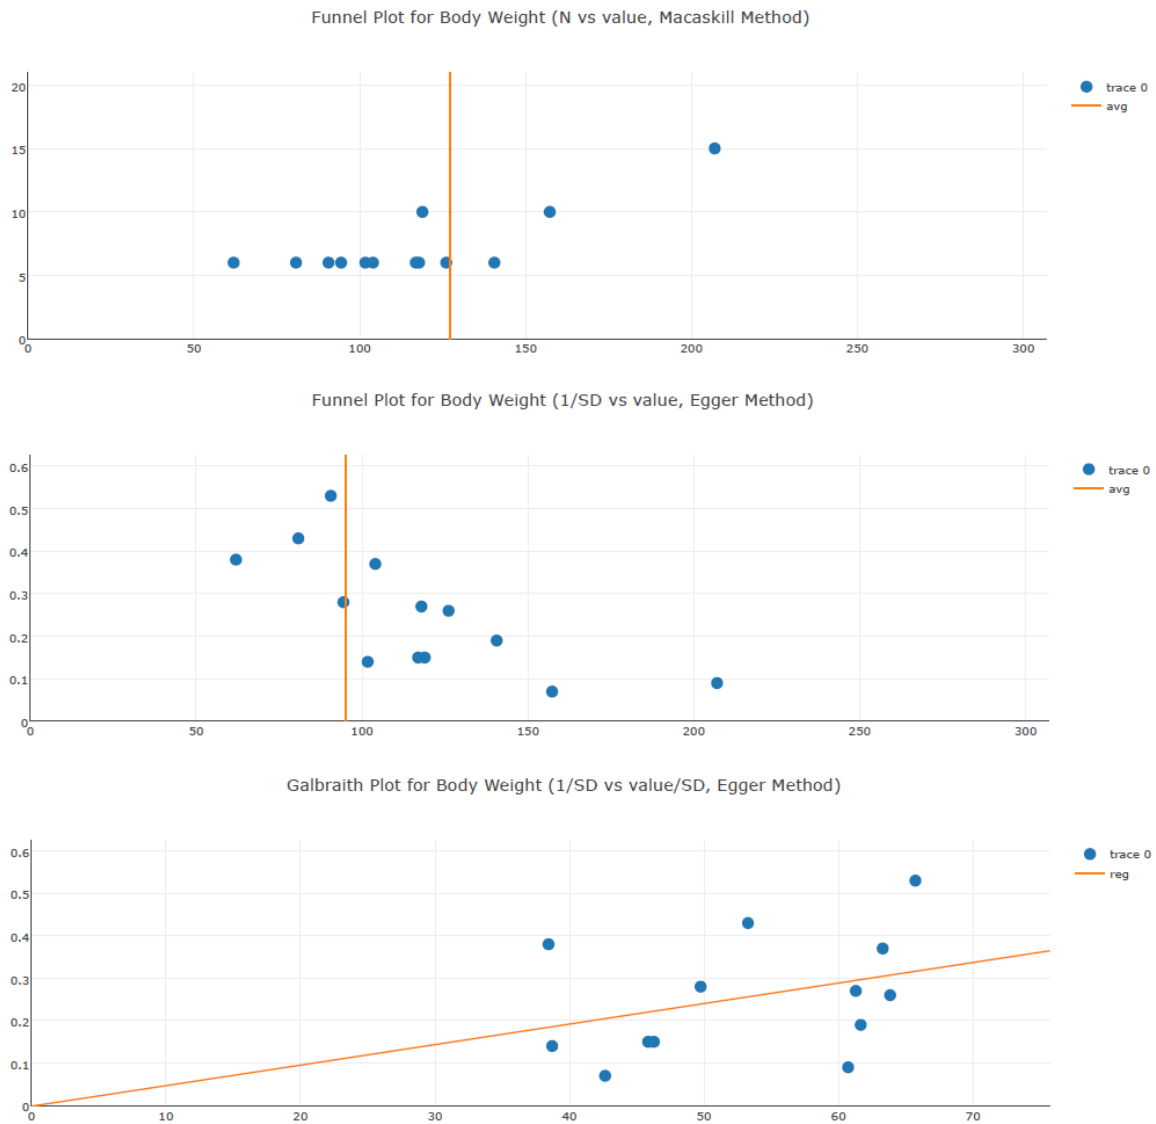 Funnel Plot for Body Weight (N vs value, Macaskill Method)
20
15
10
5
0
0 50 100 150 200 250 300
trace 0
avg
Funnel Plot for Body Weight (1/SD vs value, Egger Method)
0.6
0.5
0.4
0.3
0.2
0.1
0
0 50 100 150 200 250 300
trace 0
avg
Galbraith Plot for Body Weight (1/SD vs value/SD, Egger Method)
0.6
0.5
0.4
0.3
0.2
0.1
0
0 10 20 30 40 50 60 70
trace 0
reg